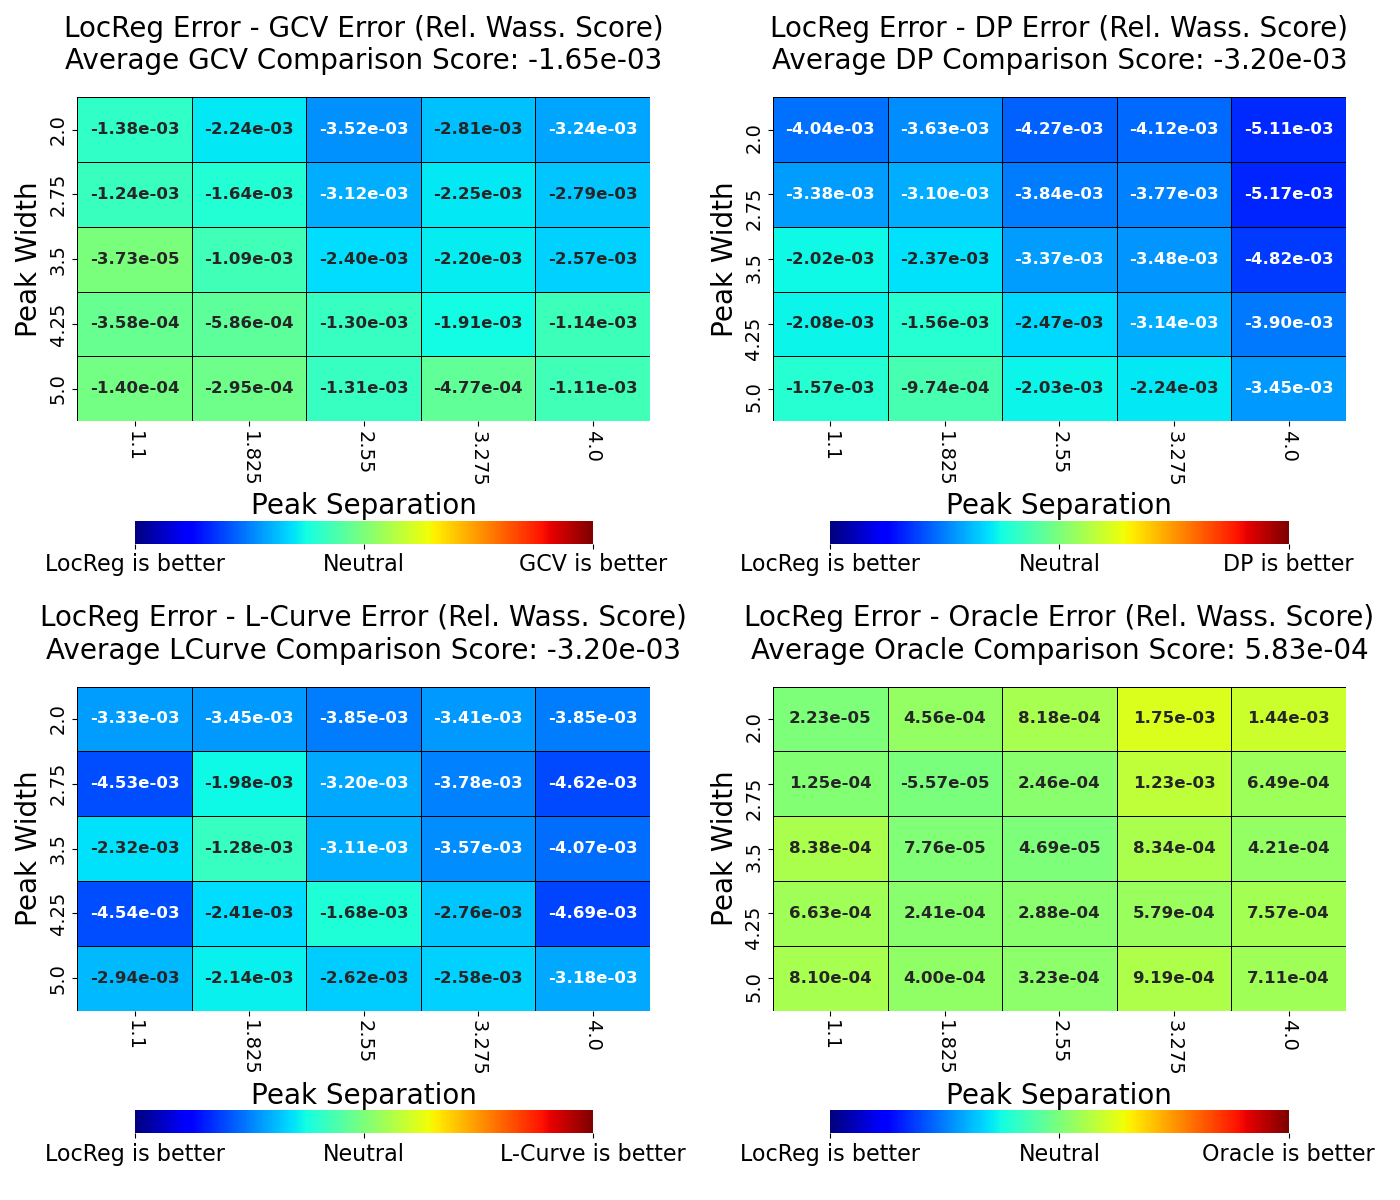 LocReg Error - GCV Error (Rel. Wass. Score)
Average GCV Comparison Score: -1.65e-03
Peak Width
2.0 -1.38e-03 -2.24e-03 -3.52e-03 -2.81e-03 -3.24e-03
2.75 -1.24e-03 -1.64e-03 -3.12e-03 -2.25e-03 -2.79e-03
3.5 -3.73e-05 -1.09e-03 -2.40e-03 -2.20e-03 -2.57e-03
4.25 -3.58e-04 -5.86e-04 -1.30e-03 -1.91e-03 -1.14e-03
5.0 -1.40e-04 -2.95e-04 -1.31e-03 -4.77e-04 -1.11e-03
1.1 1.825 2.55 3.275 4.0
Peak Separation
LocReg is better Neutral GCV is better
LocReg Error - DP Error (Rel. Wass. Score)
Average DP Comparison Score: -3.20e-03
Peak Width
2.0 -4.04e-03 -3.63e-03 -4.27e-03 -4.12e-03 -5.11e-03
2.75 -3.38e-03 -3.10e-03 -3.84e-03 -3.77e-03 -5.17e-03
3.5 -2.02e-03 -2.37e-03 -3.37e-03 -3.48e-03 -4.82e-03
4.25 -2.08e-03 -1.56e-03 -2.47e-03 -3.14e-03 -3.90e-03
5.0 -1.57e-03 -9.74e-04 -2.03e-03 -2.24e-03 -3.45e-03
1.1 1.825 2.55 3.275 4.0
Peak Separation
LocReg is better Neutral DP is better
LocReg Error - L-Curve Error (Rel. Wass. Score)
Average LCurve Comparison Score: -3.20e-03
Peak Width
2.0 -3.33e-03 -3.45e-03 -3.85e-03 -3.41e-03 -3.85e-03
2.75 -4.53e-03 -1.98e-03 -3.20e-03 -3.78e-03 -4.62e-03
3.5 -2.32e-03 -1.28e-03 -3.11e-03 -3.57e-03 -4.07e-03
4.25 -4.54e-03 -2.41e-03 -1.68e-03 -2.76e-03 -4.69e-03
5.0 -2.94e-03 -2.14e-03 -2.62e-03 -2.58e-03 -3.18e-03
1.1 1.825 2.55 3.275 4.0
Peak Separation
LocReg is better Neutral L-Curve is better
LocReg Error - Oracle Error (Rel. Wass. Score)
Average Oracle Comparison Score: 5.83e-04
Peak Width
2.0 2.23e-05 4.56e-04 8.18e-04 1.75e-03 1.44e-03
2.75 1.25e-04 -5.57e-05 2.46e-04 1.23e-03 6.49e-04
3.5 8.38e-04 7.76e-05 4.69e-05 8.34e-04 4.21e-04
4.25 6.63e-04 2.41e-04 2.88e-04 5.79e-04 7.57e-04
5.0 8.10e-04 4.00e-04 3.23e-04 9.19e-04 7.11e-04
1.1 1.825 2.55 3.275 4.0
Peak Separation
LocReg is better Neutral Oracle is better